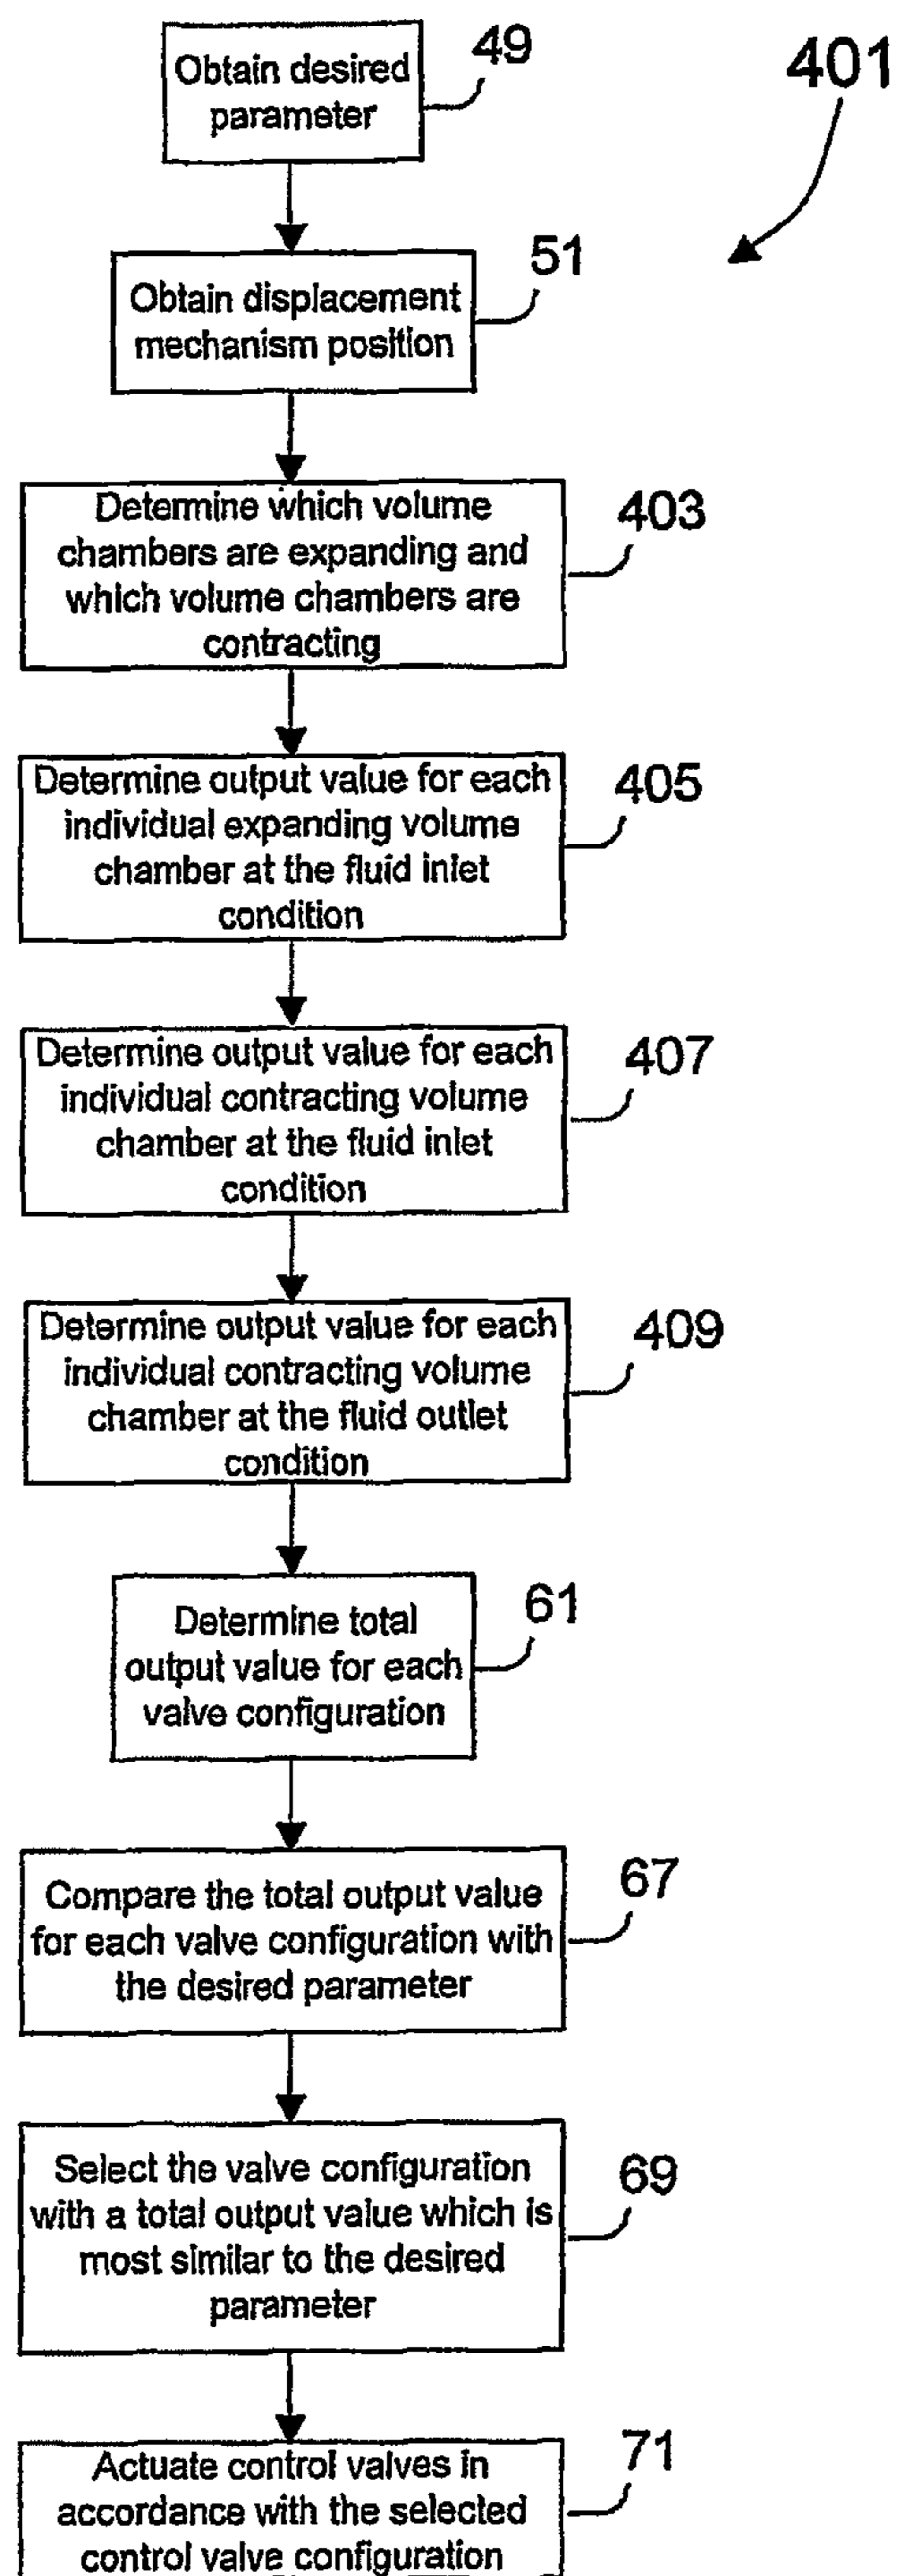 401
Obtain desired
parameter
49
Obtain displacement
mechanism position
51
Determine which volume
chambers are expanding and
which volume chambers are
contracting
403
Determine output value for each
individual expanding volume
chamber at the fluid inlet
condition
405
Determine output value for each
individual contracting volume
chamber at the fluid inlet
condition
407
Determine output value for each
individual contracting volume
chamber at the fluid outlet
condition
409
Determine total
output value for each
valve configuration
61
Compare the total output value
for each valve configuration with
the desired parameter
67
Select the valve configuration
with a total output value which is
most similar to the desired
parameter
69
Actuate control valves in
accordance with the selected
control valve configuration
71